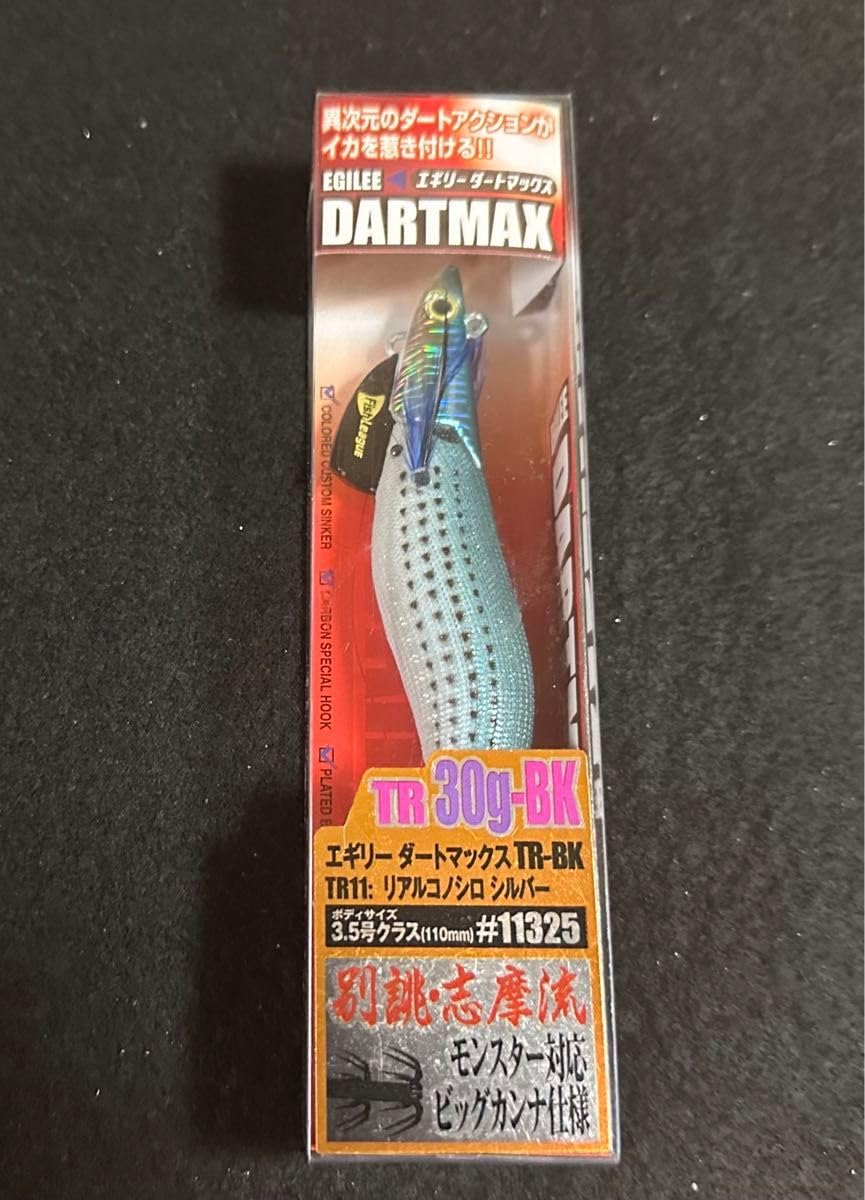 異次元のダートアクションが
イカを惹き付ける!!
EGILEE エギリー ダートマックス
DARTMAX
FishLeague
COLORED CUSTOM SINKER
CARBON SPECIAL HOOK
PLATED
TR 30g-BK
エギリー ダートマックス TR-BK
TR11: リアルコノシロ シルバー
ボディサイズ
3.5号クラス(110mm) #11325
別誂・志摩流
モンスター対応
ビッグカンナ仕様